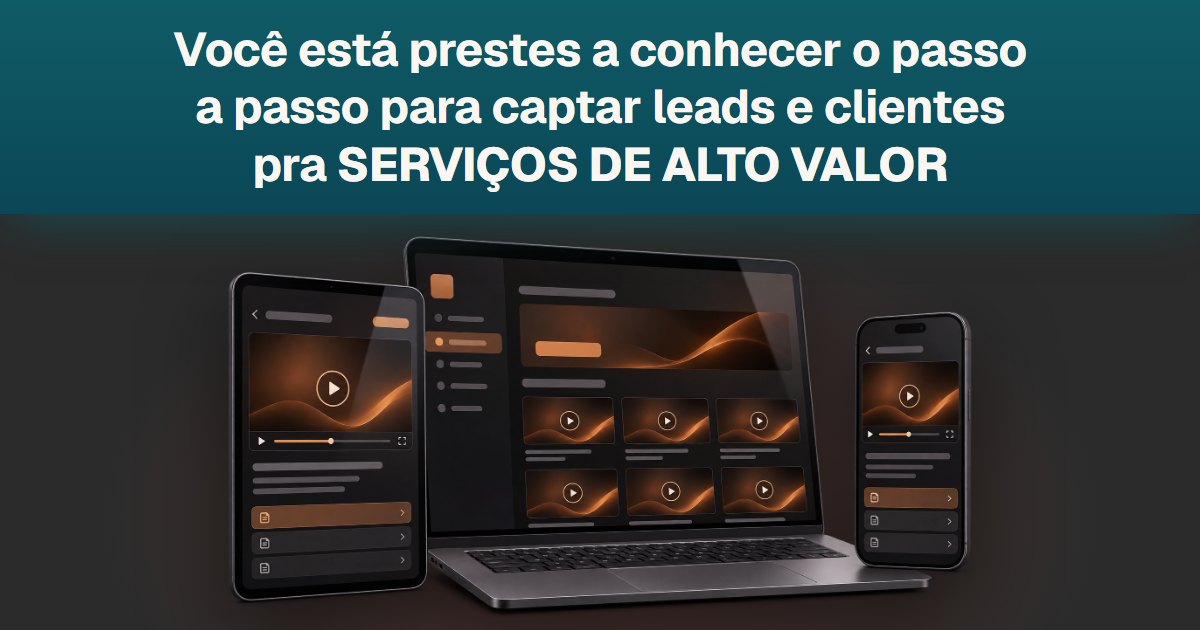 Você está prestes a conhecer o passo
a passo para captar leads e clientes
pra SERVIÇOS DE ALTO VALOR